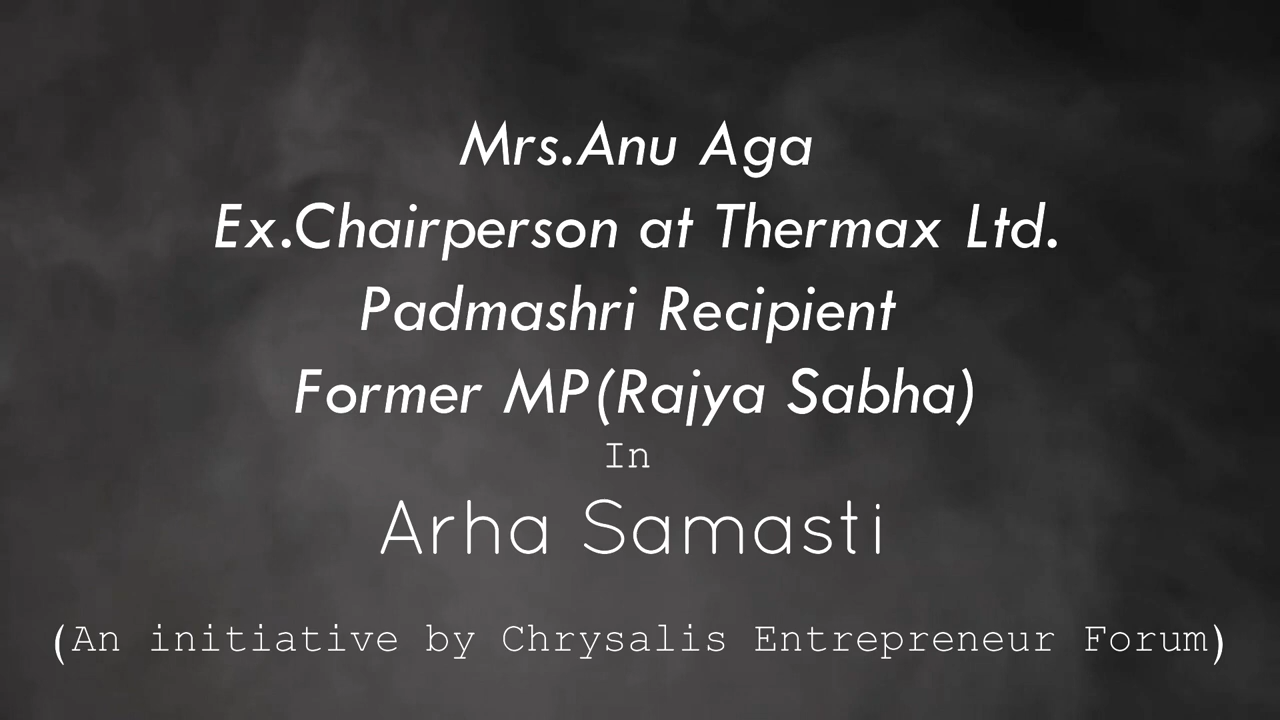 Mrs.Anu Aga
Ex.Chairperson at Thermax Ltd.
Padmashri Recipient
Former MP(Rajya Sabha)
In
Arha Samasti
(An initiative by Chrysalis Entrepreneur Forum)